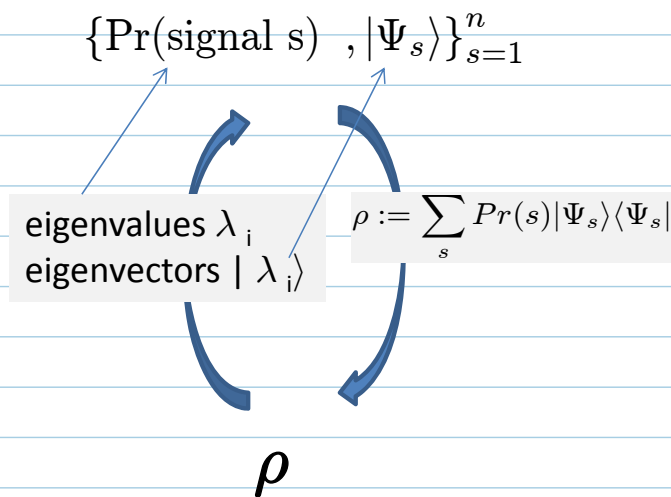 {Pr(signal s) , |Ψ_s⟩}_{s=1}^n
eigenvalues λ_i
eigenvectors | λ_i⟩
ρ := ∑_s Pr(s)|Ψ_s⟩⟨Ψ_s|
ρ